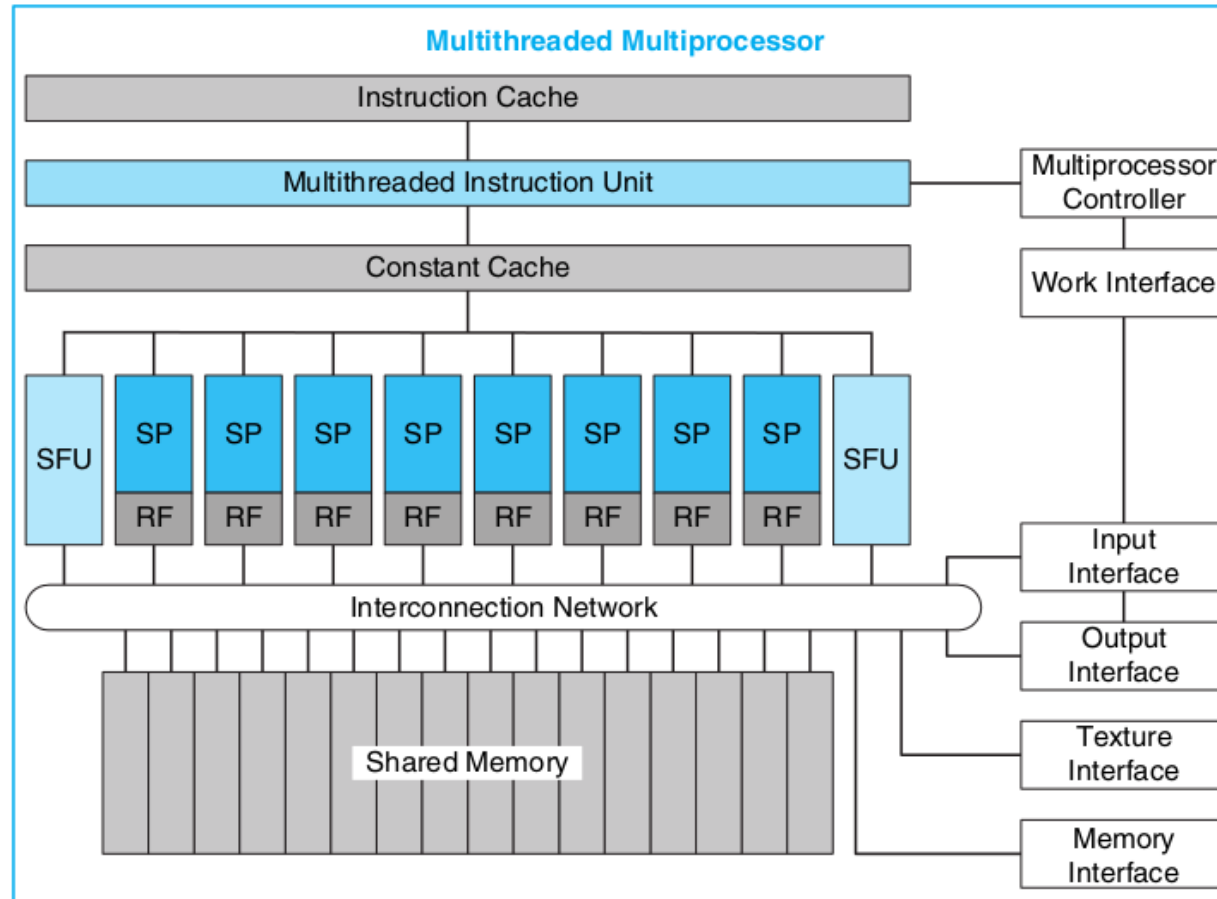 Multithreaded Multiprocessor
Instruction Cache
Multithreaded Instruction Unit
Multiprocessor
Controller
Constant Cache
Work Interface
SFU
SP
SP
SP
SP
SP
SP
SP
SP
SFU
RF
RF
RF
RF
RF
RF
RF
RF
Input
Interface
Interconnection Network
Output
Interface
Shared Memory
Texture
Interface
Memory
Interface